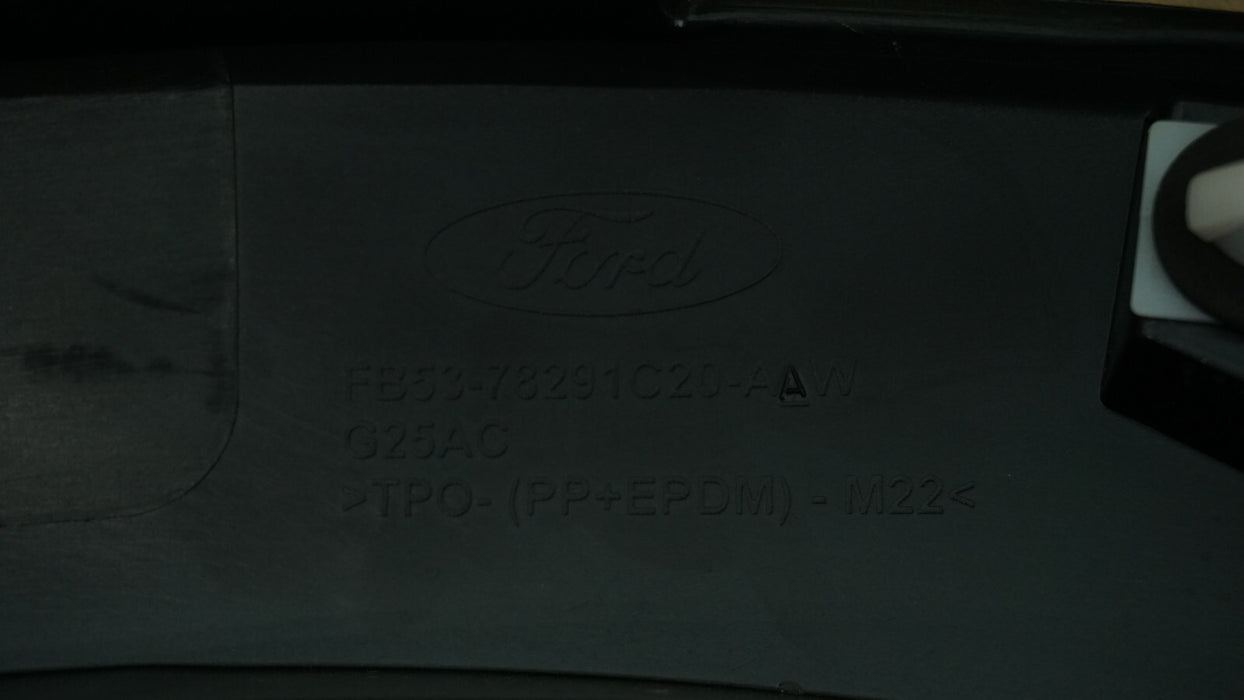 Ford
FB53-78291C20-AAW
G25AC
>TPO- (PP+EPDM) - M22<